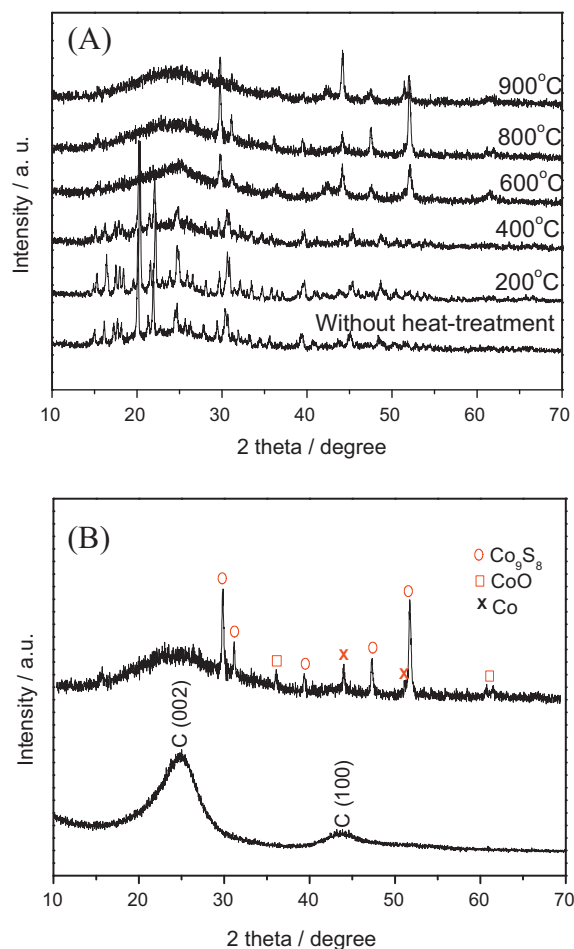 (A)
900°C
800°C
600°C
400°C
200°C
Without heat-treatment
Intensity / a. u.
10 20 30 40 50 60 70
2 theta / degree
(B)
Co₉S₈
CoO
x Co
x
x
C (002)
C (100)
Intensity / a.u.
10 20 30 40 50 60 70
2 theta / degree